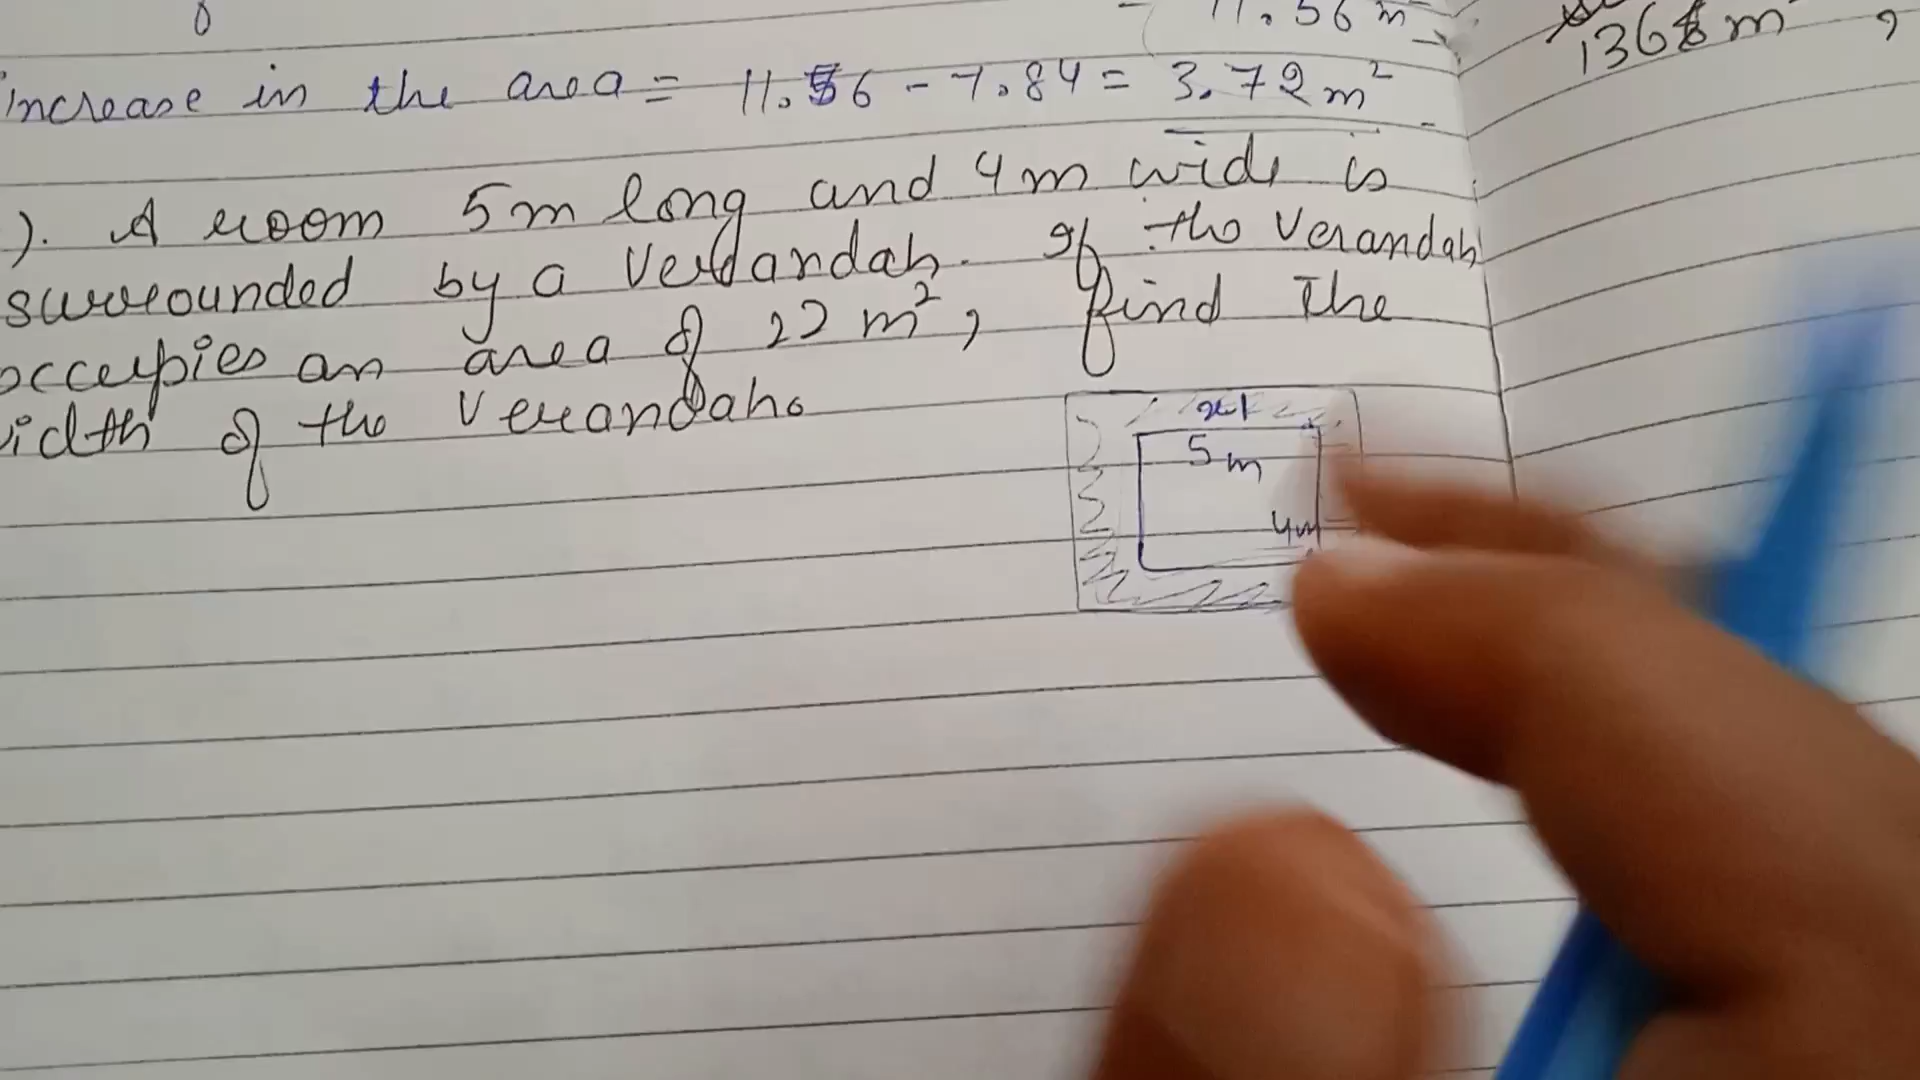 11.56 m
1368 m² ,
increase in the area = 11.56 - 7.84 = 3.72 m²
). A room 5m long and 4m wide is
surrounded by a Verandah. If the Verandah
occupies an area of 22 m², find the
width of the Verandah.
5m
4m